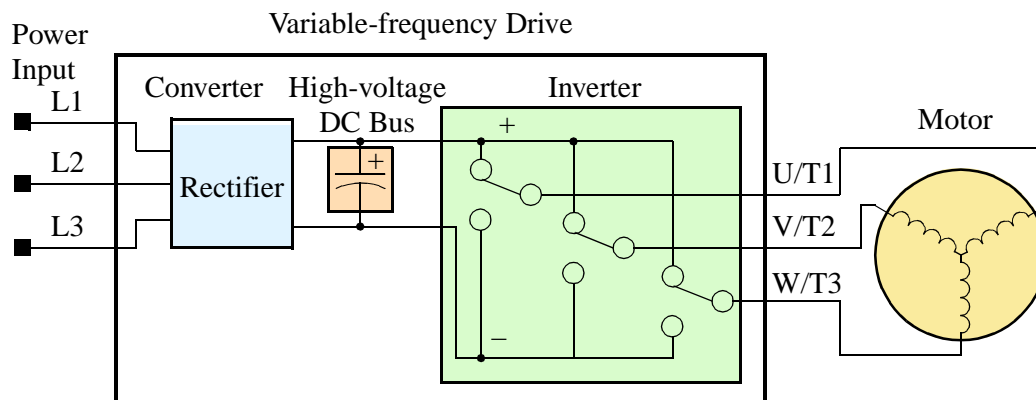 Variable-frequency Drive
Power
Input
Converter
High-voltage
DC Bus
Inverter
Motor
L1
L2
L3
Rectifier
+
+
−
U/T1
V/T2
W/T3